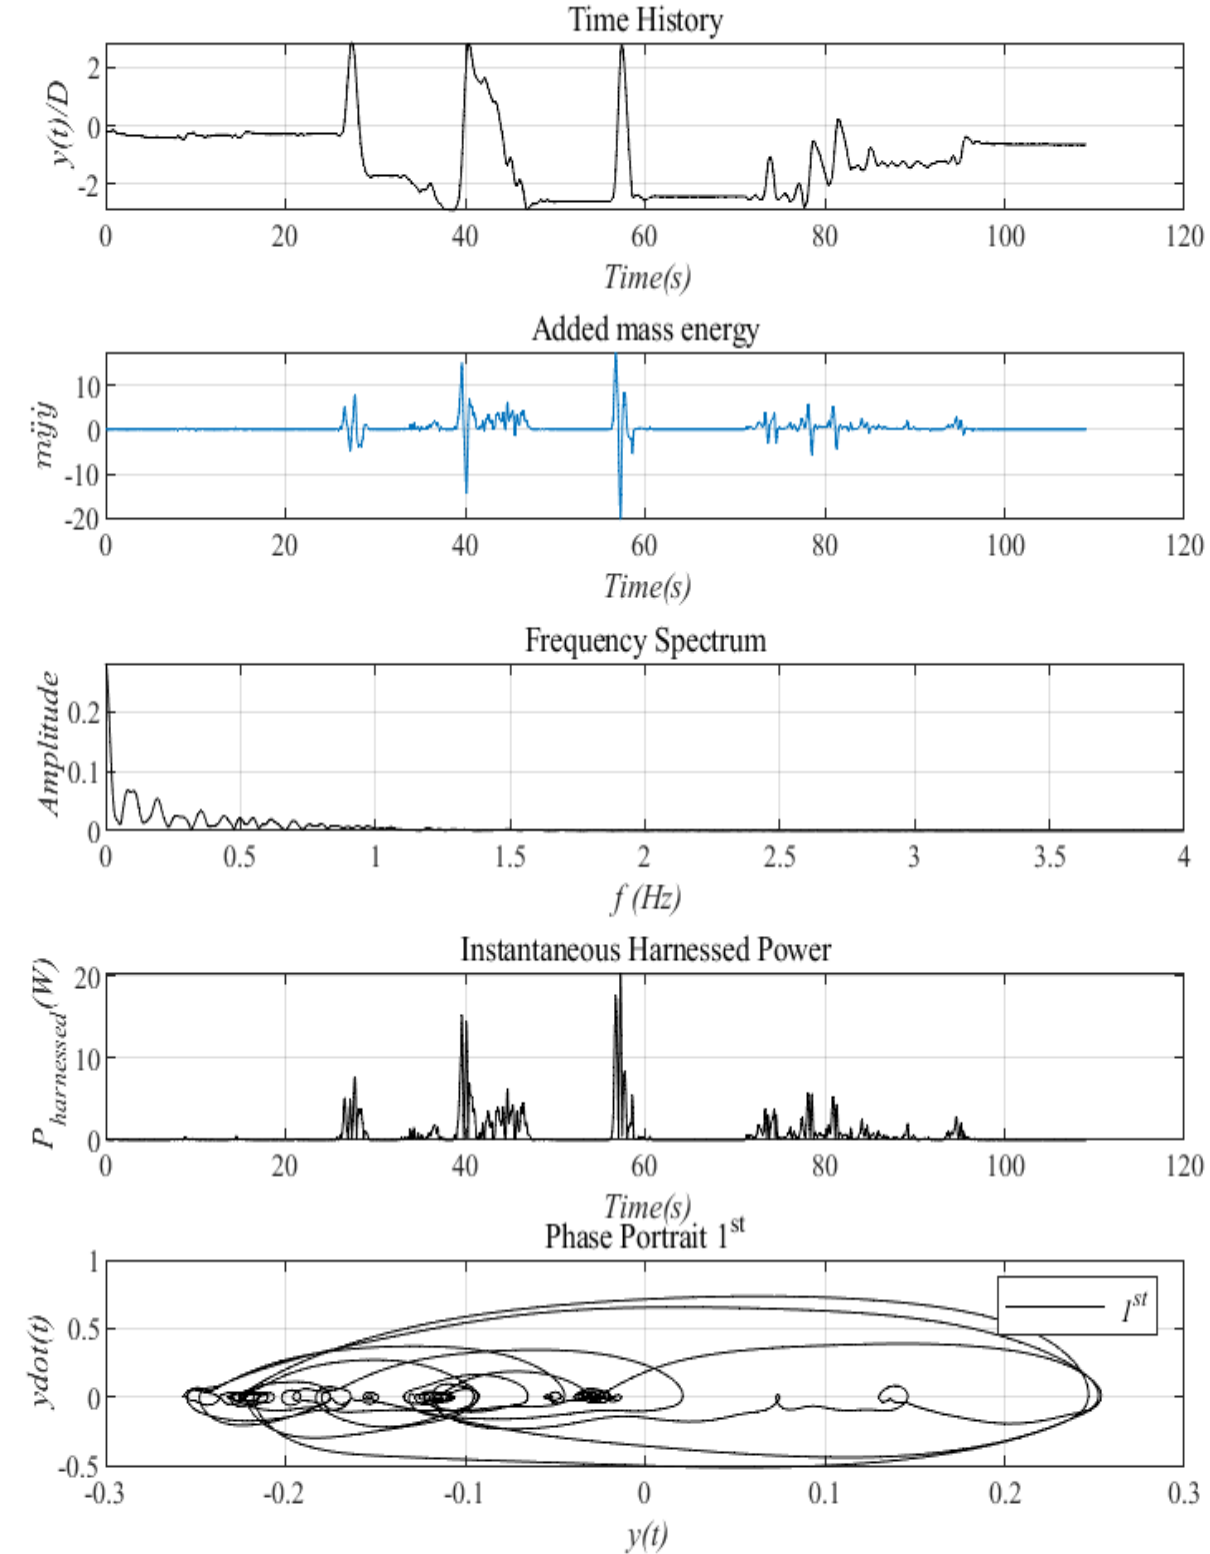 Time History
y(t)/D
2
0
-2
0 20 40 60 80 100 120
Time(s)
Added mass energy
mÿẏ
10
0
-10
-20
0 20 40 60 80 100 120
Time(s)
Frequency Spectrum
Amplitude
0.2
0.1
0
0 0.5 1 1.5 2 2.5 3 3.5 4
f (Hz)
Instantaneous Harnessed Power
P harnessed (W)
20
10
0
0 20 40 60 80 100 120
Time(s)
Phase Portrait 1st
ydot(t)
1
0.5
0
-0.5
1st
-0.3 -0.2 -0.1 0 0.1 0.2 0.3
y(t)